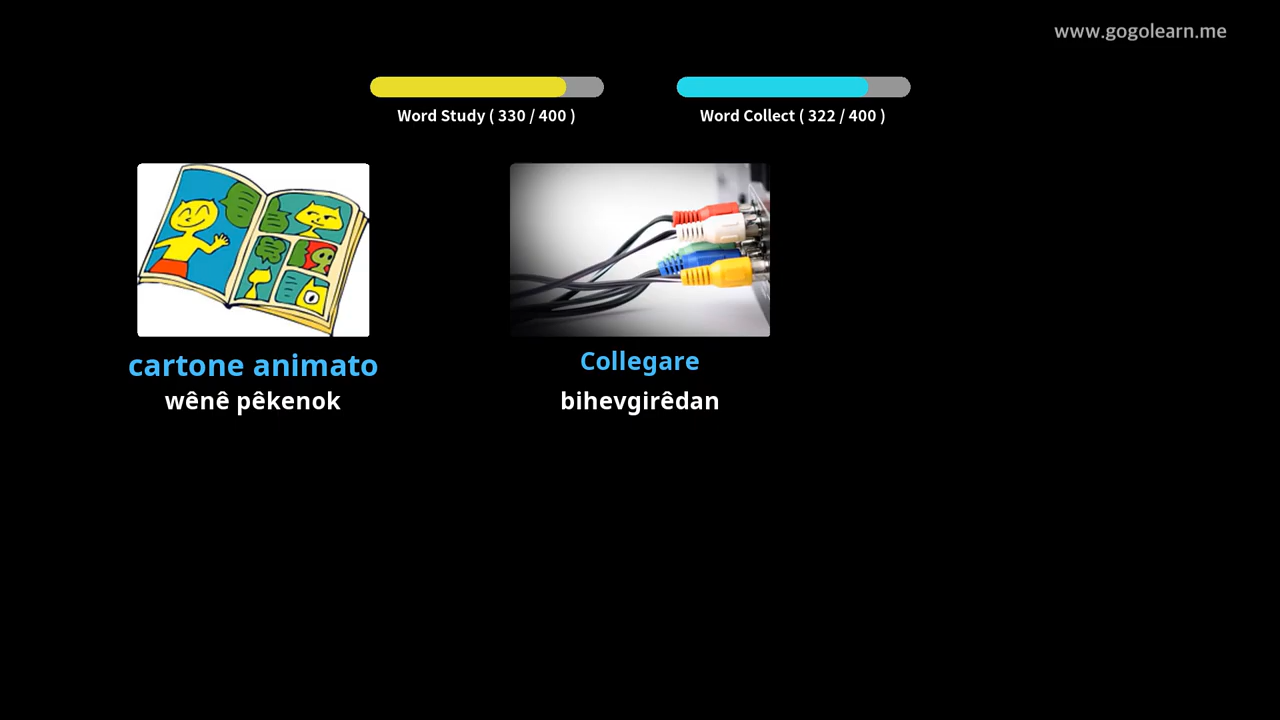 www.gogolearn.me
Word Study ( 330 / 400 )
Word Collect ( 322 / 400 )
cartone animato
wênê pêkenok
Collegare
bihevgirêdan